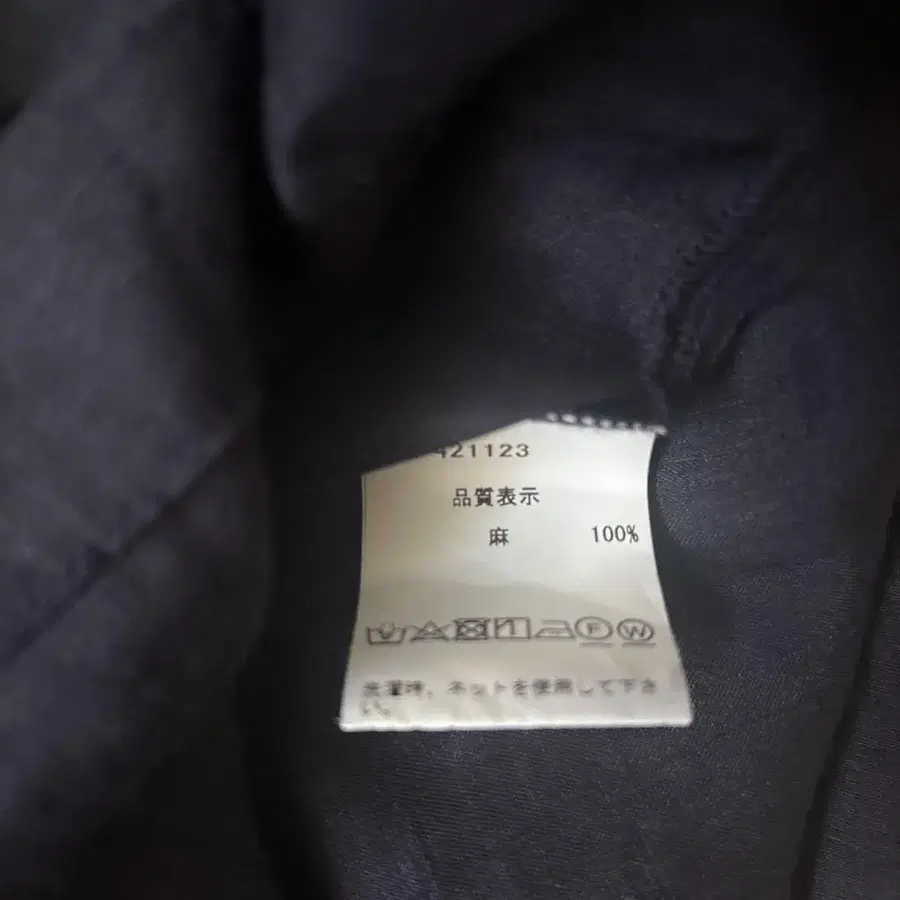 421123
品質表示
麻 100%
F W
洗濯時、ネットを使用して下さ
い。